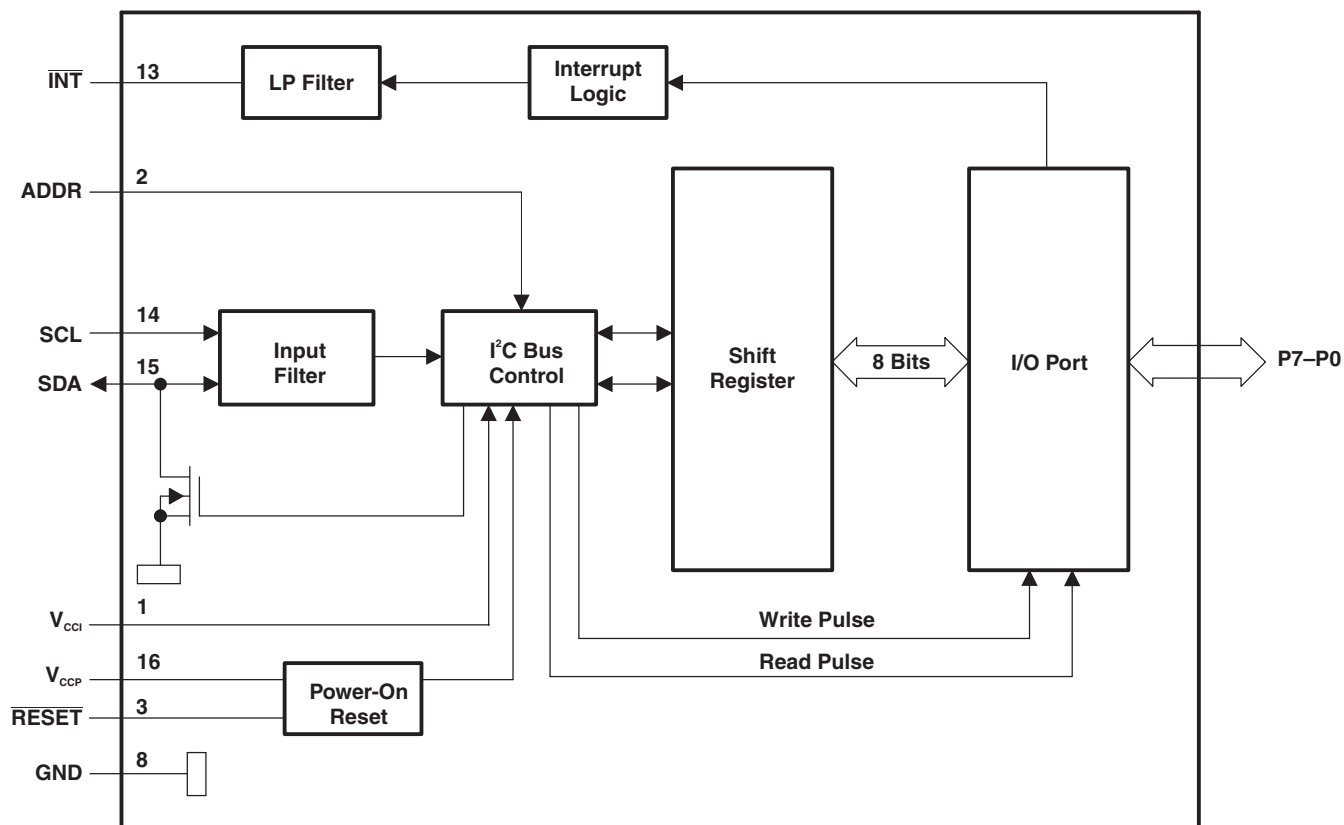 INT 13 LP Filter Interrupt Logic
ADDR 2
SCL 14
SDA 15
Input Filter
I²C Bus Control
Shift Register
8 Bits
I/O Port
P7–P0
VCCI 1
Write Pulse
VCCP 16
Read Pulse
RESET 3
Power-On Reset
GND 8